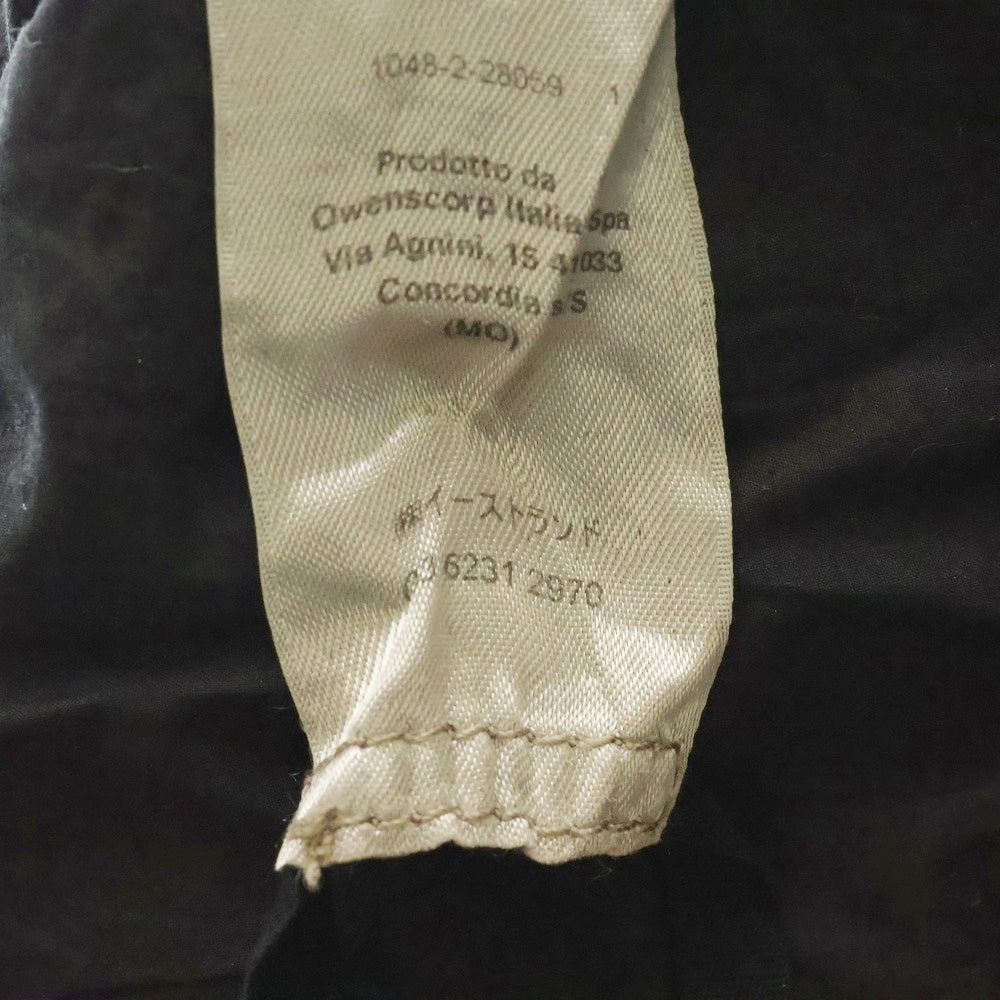 1048-2-28059 1
Prodotto da
Owenscorp Italia Spa
Via Agnini, 15 41033
Concordia s S
(MO)
㈱イーストランド
03 6231 2970